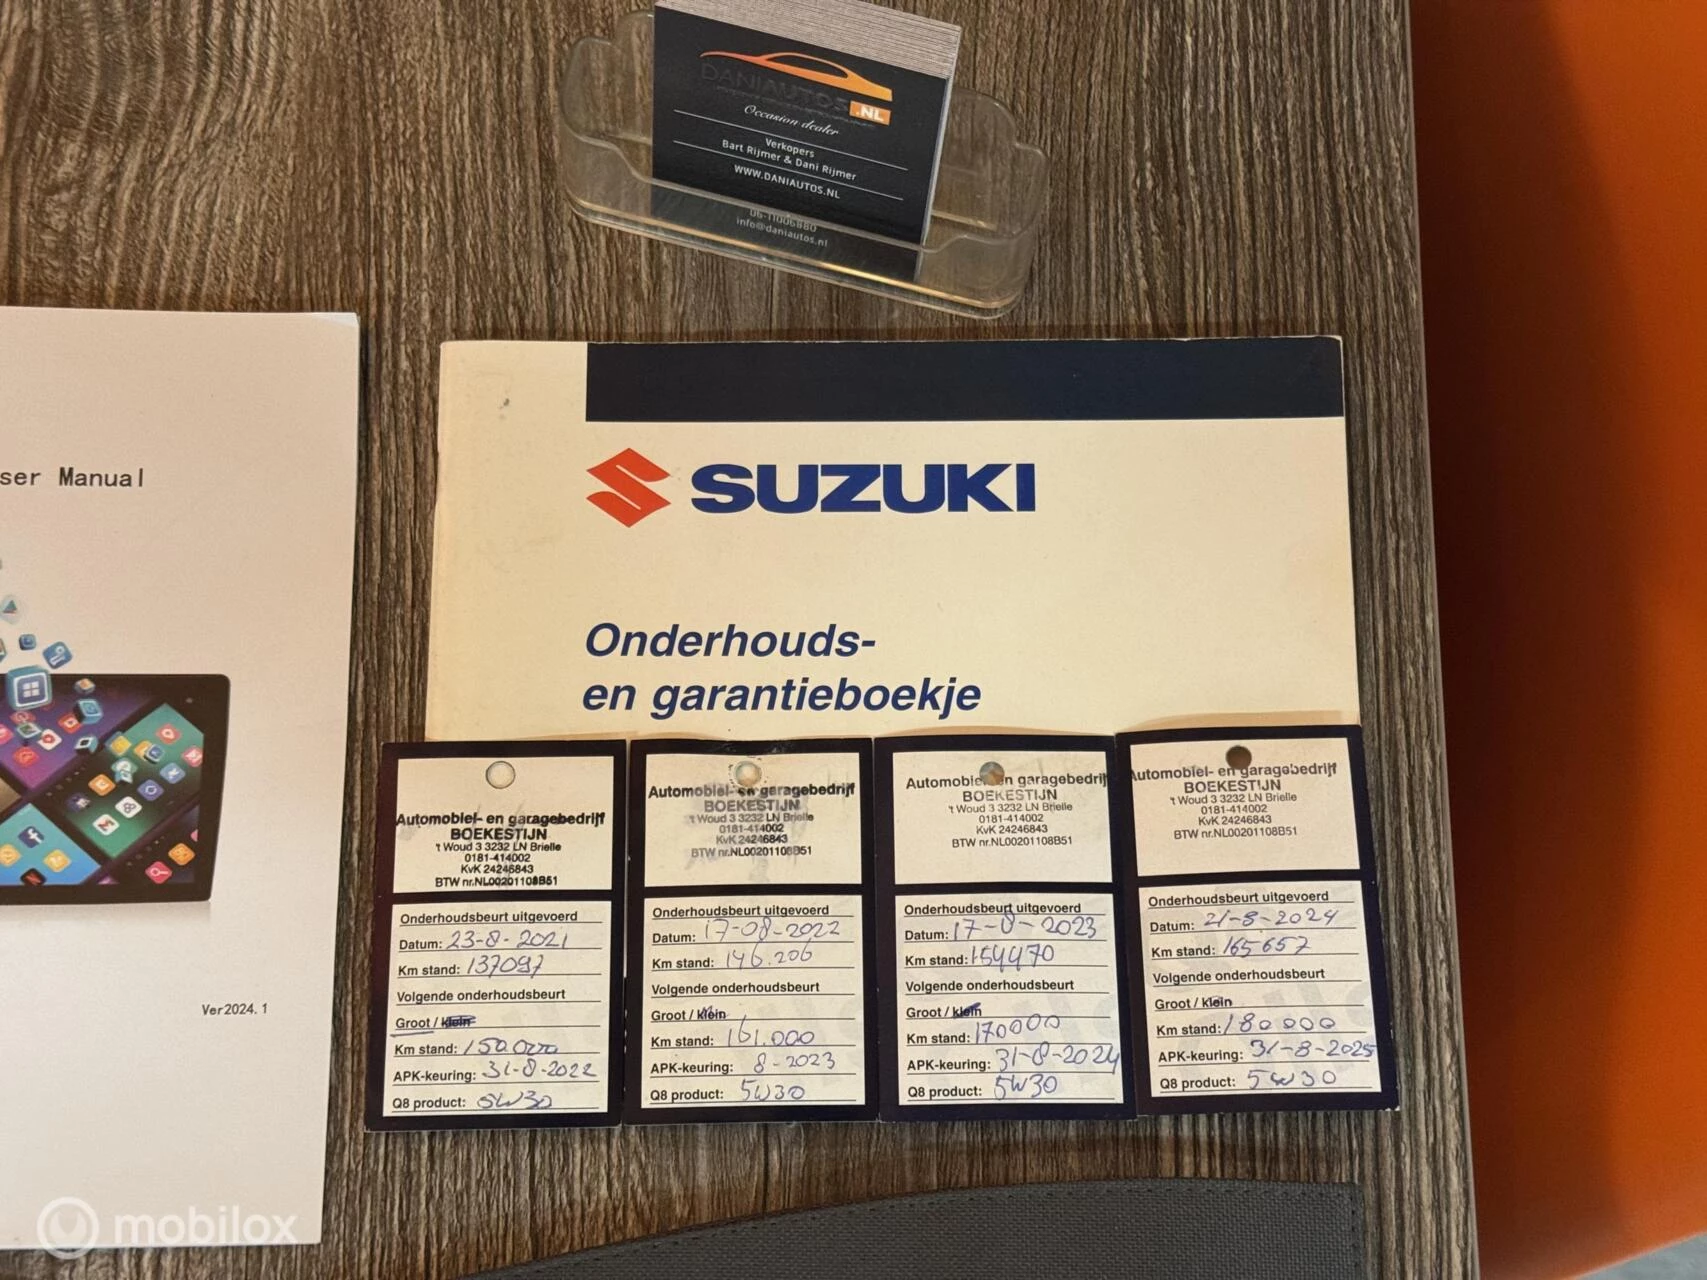 DANIAUTOS.NL
Occasion dealer
Verkopers
Bart Rijmer & Dani Rijmer
WWW.DANIAUTOS.NL
06-11006880
info@daniautos.nl
ser Manual
Ver2024.1
SUZUKI
Onderhouds-
en garantieboekje
Automobiel- en garagebedrijf
BOEKESTIJN
't Woud 3 3232 LN Brielle
0181-414002
KvK 24246843
BTW nr.NL00201108B51
Onderhoudsbeurt uitgevoerd
Datum: 23-8-2021
Km stand: 137097
Volgende onderhoudsbeurt
Groot / klein
Km stand: 150.000
APK-keuring: 31-8-2022
Q8 product: 5W30
Automobiel- en garagebedrijf
BOEKESTIJN
't Woud 3 3232 LN Brielle
0181-414002
KvK 24246843
BTW nr.NL00201108B51
Onderhoudsbeurt uitgevoerd
Datum: 17-08-2022
Km stand: 146.206
Volgende onderhoudsbeurt
Groot / klein
Km stand: 161.000
APK-keuring: 8-2023
Q8 product: 5W30
Automobiel- en garagebedrijf
BOEKESTIJN
't Woud 3 3232 LN Brielle
0181-414002
KvK 24246843
BTW nr.NL00201108B51
Onderhoudsbeurt uitgevoerd
Datum: 17-8-2023
Km stand: 154470
Volgende onderhoudsbeurt
Groot / klein
Km stand: 170000
APK-keuring: 31-8-2024
Q8 product: 5W30
Automobiel- en garagebedrijf
BOEKESTIJN
't Woud 3 3232 LN Brielle
0181-414002
KvK 24246843
BTW nr.NL00201108B51
Onderhoudsbeurt uitgevoerd
Datum: 21-8-2024
Km stand: 165657
Volgende onderhoudsbeurt
Groot / klein
Km stand: 180000
APK-keuring: 31-8-2025
Q8 product: 5W30
mobilox